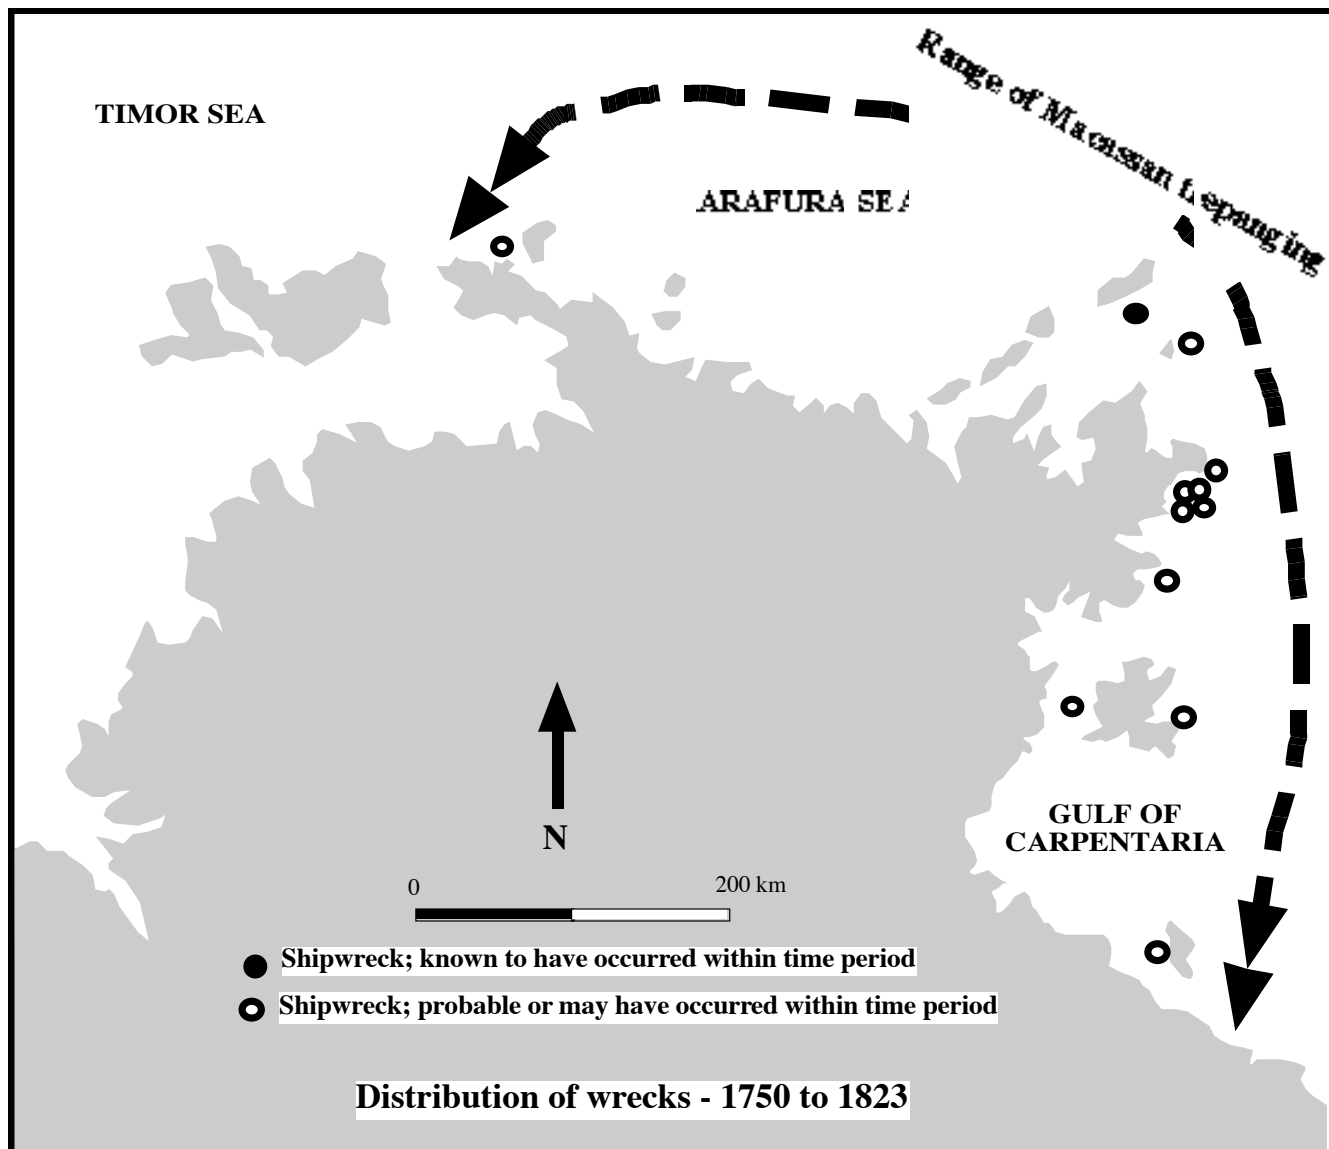 Range of Macassan trepanging
TIMOR SEA
ARAFURA SEA
GULF OF
CARPENTARIA
N
0
200 km
Shipwreck; known to have occurred within time period
Shipwreck; probable or may have occurred within time period
Distribution of wrecks - 1750 to 1823